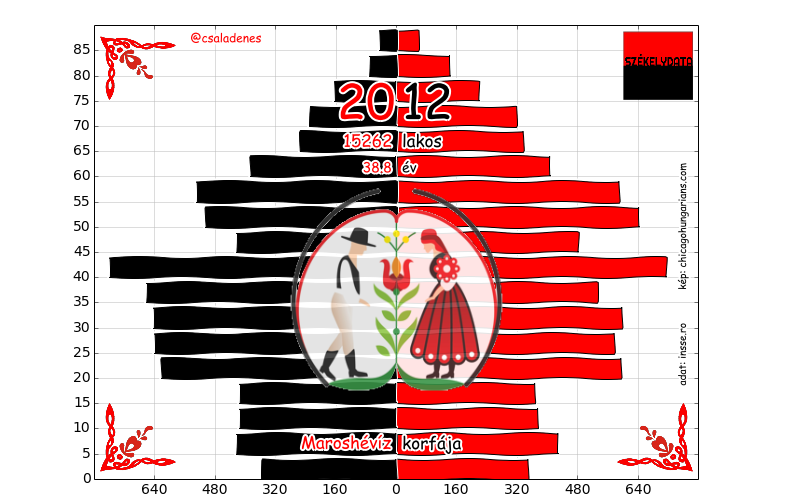 @csaladenes
SZÉKELYDATA
2012
15262 lakos
38.8 év
kép: chicagohungarians.com
adat: insse.ro
Maroshévíz korfája
85
80
75
70
65
60
55
50
45
40
35
30
25
20
15
10
5
0
640 480 320 160 0 160 320 480 640